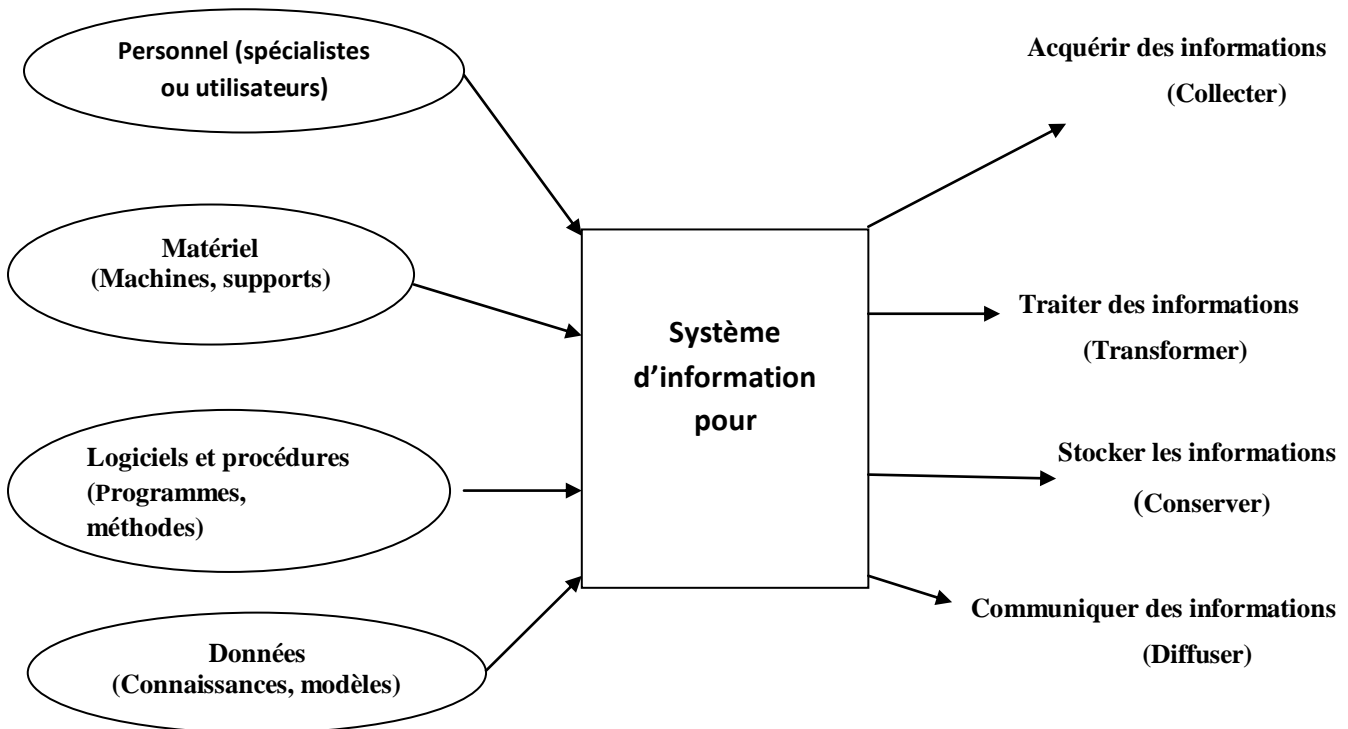 Personnel (spécialistes
ou utilisateurs)
Matériel
(Machines, supports)
Logiciels et procédures
(Programmes,
méthodes)
Données
(Connaissances, modèles)
Système
d’information
pour
Acquérir des informations
(Collecter)
Traiter des informations
(Transformer)
Stocker les informations
(Conserver)
Communiquer des informations
(Diffuser)